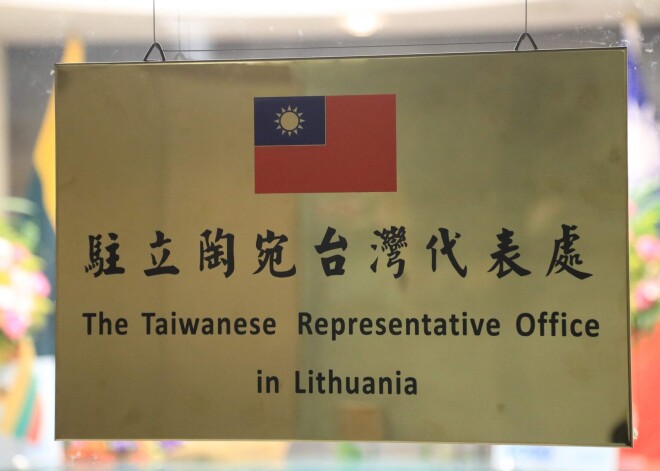 駐立陶宛台灣代表處
The Taiwanese Representative Office
in Lithuania